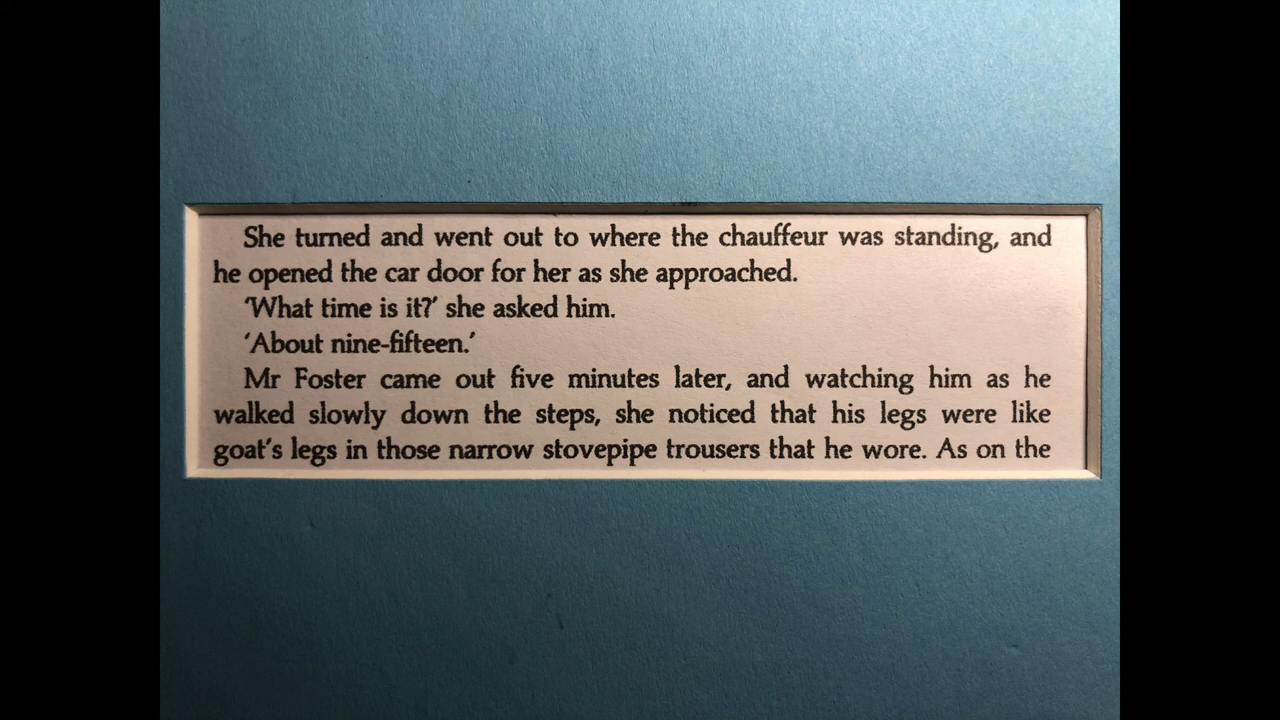 She turned and went out to where the chauffeur was standing, and
he opened the car door for her as she approached.
‘What time is it?’ she asked him.
‘About nine-fifteen.’
Mr Foster came out five minutes later, and watching him as he
walked slowly down the steps, she noticed that his legs were like
goat’s legs in those narrow stovepipe trousers that he wore. As on the